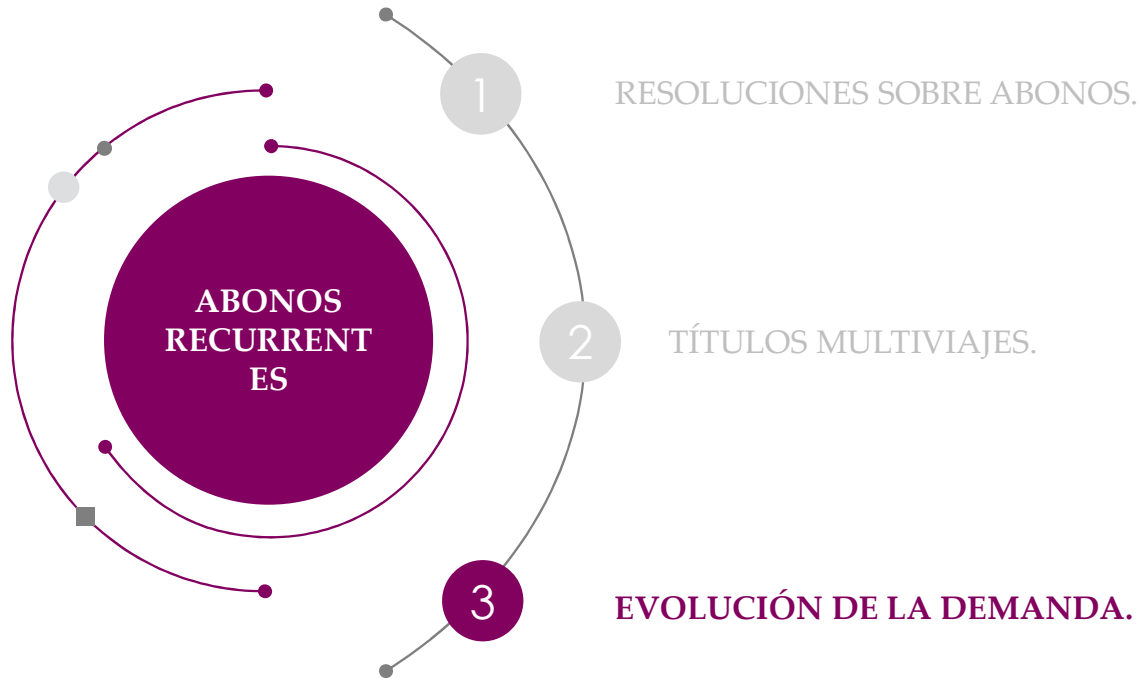 1
RESOLUCIONES SOBRE ABONOS.
ABONOS
RECURRENT
ES
2
TÍTULOS MULTIVIAJES.
3
EVOLUCIÓN DE LA DEMANDA.